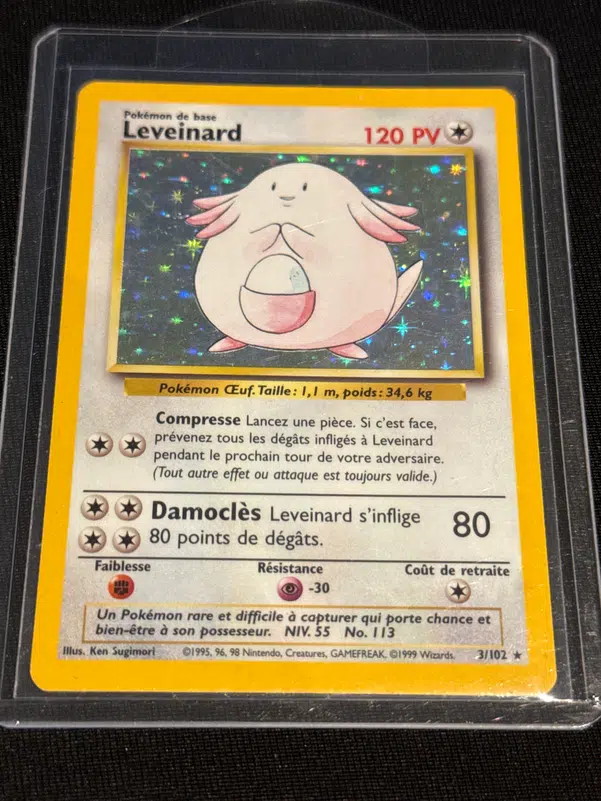 Pokémon de base
Leveinard
120 PV
Pokémon Œuf. Taille : 1,1 m, poids : 34,6 kg
Compresse Lancez une pièce. Si c'est face,
prévenez tous les dégâts infligés à Leveinard
pendant le prochain tour de votre adversaire.
(Tout autre effet ou attaque est toujours valide.)
Damoclès Leveinard s'inflige
80 points de dégâts.
80
Faiblesse
Résistance
Coût de retraite
-30
Un Pokémon rare et difficile à capturer qui porte chance et
bien-être à son possesseur. NIV. 55 No. 113
Illus. Ken Sugimori ©1995, 96, 98 Nintendo, Creatures, GAMEFREAK. ©1999 Wizards. 3/102 ★